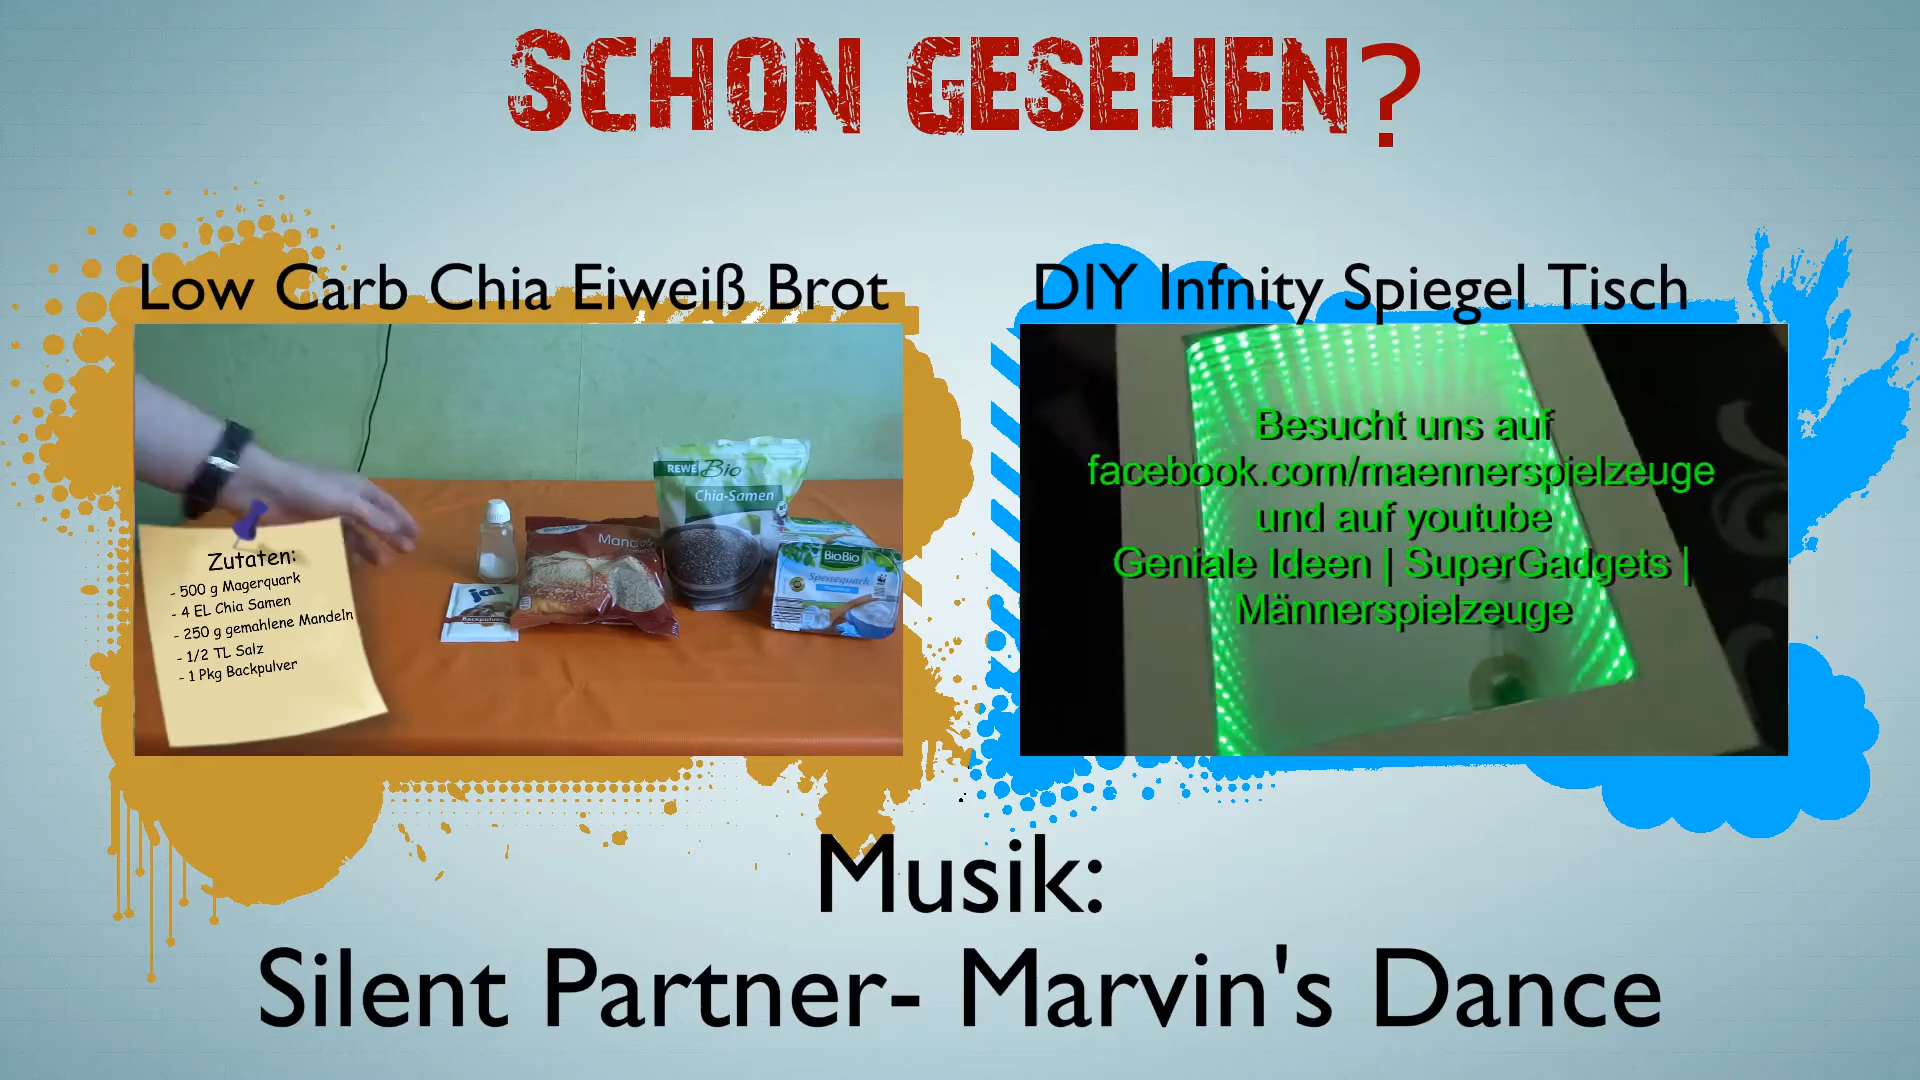 SCHON GESEHEN?
Low Carb Chia Eiweiß Brot
Zutaten:
- 500 g Magerquark
- 4 EL Chia Samen
- 250 g gemahlene Mandeln
- 1/2 TL Salz
- 1 Pkg Backpulver
ja!
Backpulver
REWE Bio
Chia-Samen
BioBio
Speisequark
DIY Infnity Spiegel Tisch
Besucht uns auf
facebook.com/maennerspielzeuge
und auf youtube
Geniale Ideen | SuperGadgets |
Männerspielzeuge
Musik:
Silent Partner- Marvin's Dance